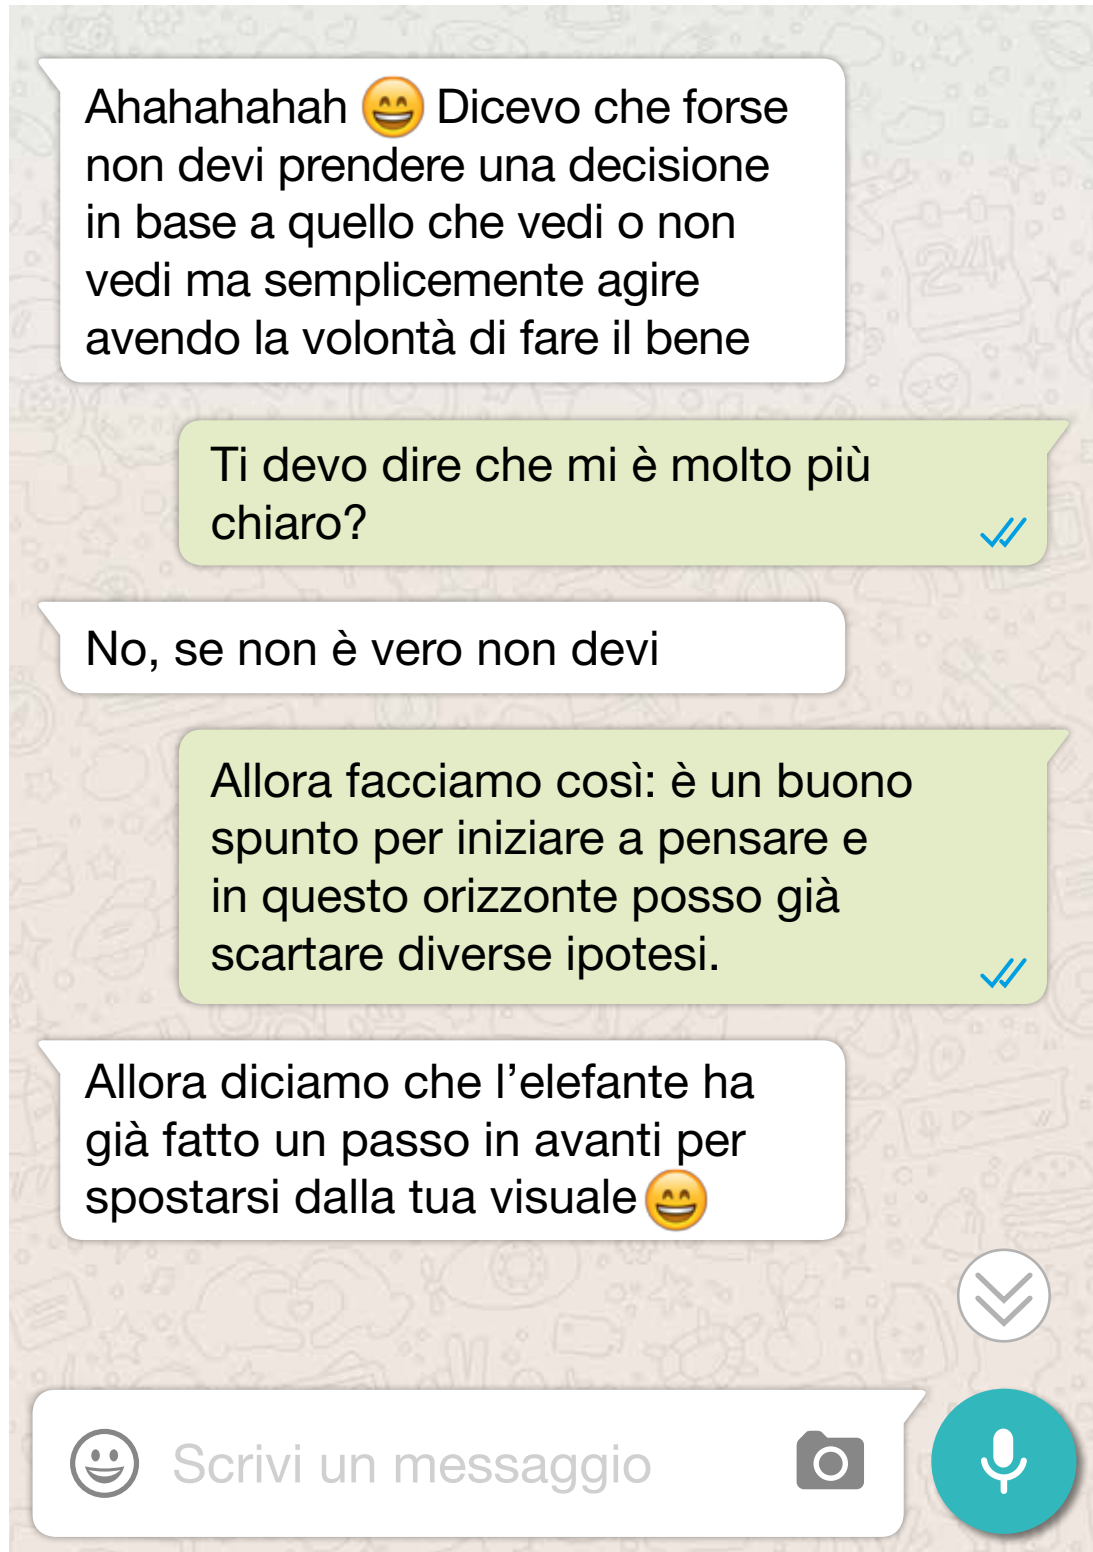 Ahahahahah 😄 Dicevo che forse
non devi prendere una decisione
in base a quello che vedi o non
vedi ma semplicemente agire
avendo la volontà di fare il bene
Ti devo dire che mi è molto più
chiaro?
No, se non è vero non devi
Allora facciamo così: è un buono
spunto per iniziare a pensare e
in questo orizzonte posso già
scartare diverse ipotesi.
Allora diciamo che l’elefante ha
già fatto un passo in avanti per
spostarsi dalla tua visuale 😄
Scrivi un messaggio